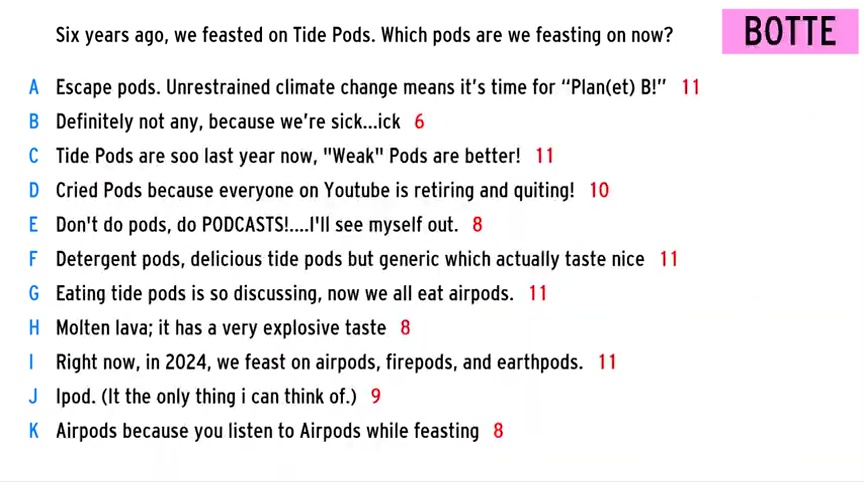 Six years ago, we feasted on Tide Pods. Which pods are we feasting on now?
BOTTE
A Escape pods. Unrestrained climate change means it's time for “Plan(et) B!” 11
B Definitely not any, because we're sick...ick 6
C Tide Pods are soo last year now, "Weak" Pods are better! 11
D Cried Pods because everyone on Youtube is retiring and quiting! 10
E Don't do pods, do PODCASTS!....I'll see myself out. 8
F Detergent pods, delicious tide pods but generic which actually taste nice 11
G Eating tide pods is so discussing, now we all eat airpods. 11
H Molten lava; it has a very explosive taste 8
I Right now, in 2024, we feast on airpods, firepods, and earthpods. 11
J Ipod. (It the only thing i can think of.) 9
K Airpods because you listen to Airpods while feasting 8